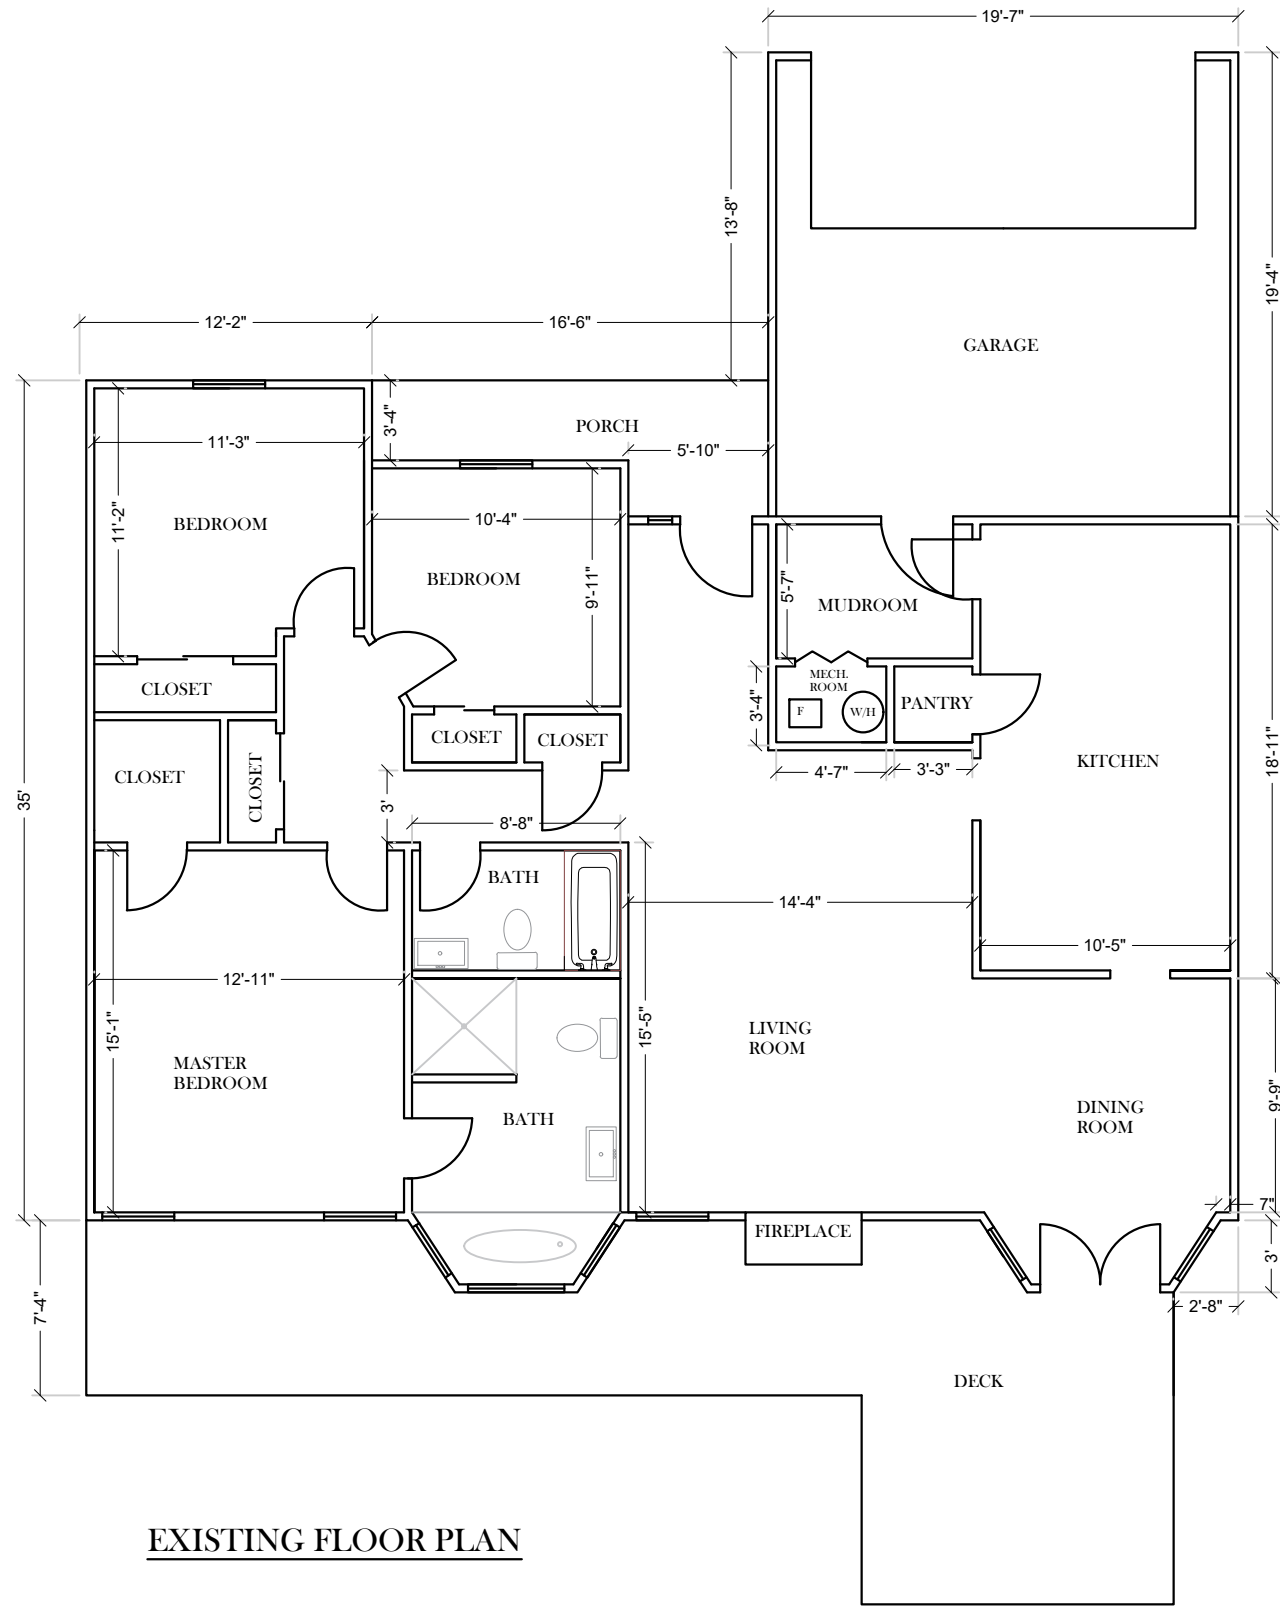 19'-7"
13'-8"
19'-4"
12'-2"
16'-6"
GARAGE
PORCH
3'-4"
11'-3"
5'-10"
11'-2"
BEDROOM
10'-4"
BEDROOM
9'-11"
5'-7"
MUDROOM
MECH.
ROOM
F
W/H
PANTRY
3'-4"
CLOSET
CLOSET
CLOSET
4'-7"
3'-3"
KITCHEN
18'-11"
CLOSET
CLOSET
35'
3'
8'-8"
BATH
14'-4"
10'-5"
12'-11"
15'-1"
15'-5"
LIVING
ROOM
MASTER
BEDROOM
BATH
DINING
ROOM
9'-9"
7"
FIREPLACE
3'
2'-8"
7'-4"
DECK
EXISTING FLOOR PLAN